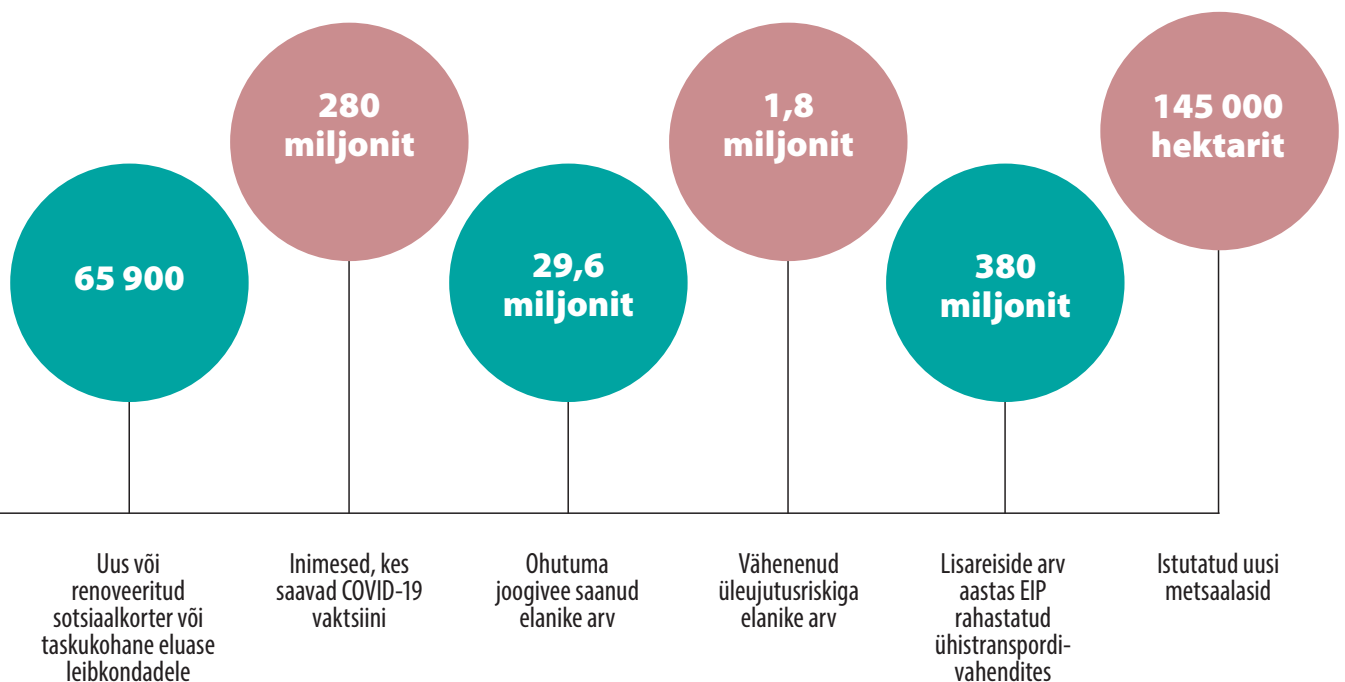 65 900
Uus või
renoveeritud
sotsiaalkorter või
taskukohane eluase
leibkondadele
280
miljonit
Inimesed, kes
saavad COVID-19
vaktsiini
29,6
miljonit
Ohutuma
joogivee saanud
elanike arv
1,8
miljonit
Vähenenud
üleujutusriskiga
elanike arv
380
miljonit
Lisareiside arv
aastas EIP
rahastatud
ühistranspordi-
vahendites
145 000
hektarit
Istutatud uusi
metsaalasid